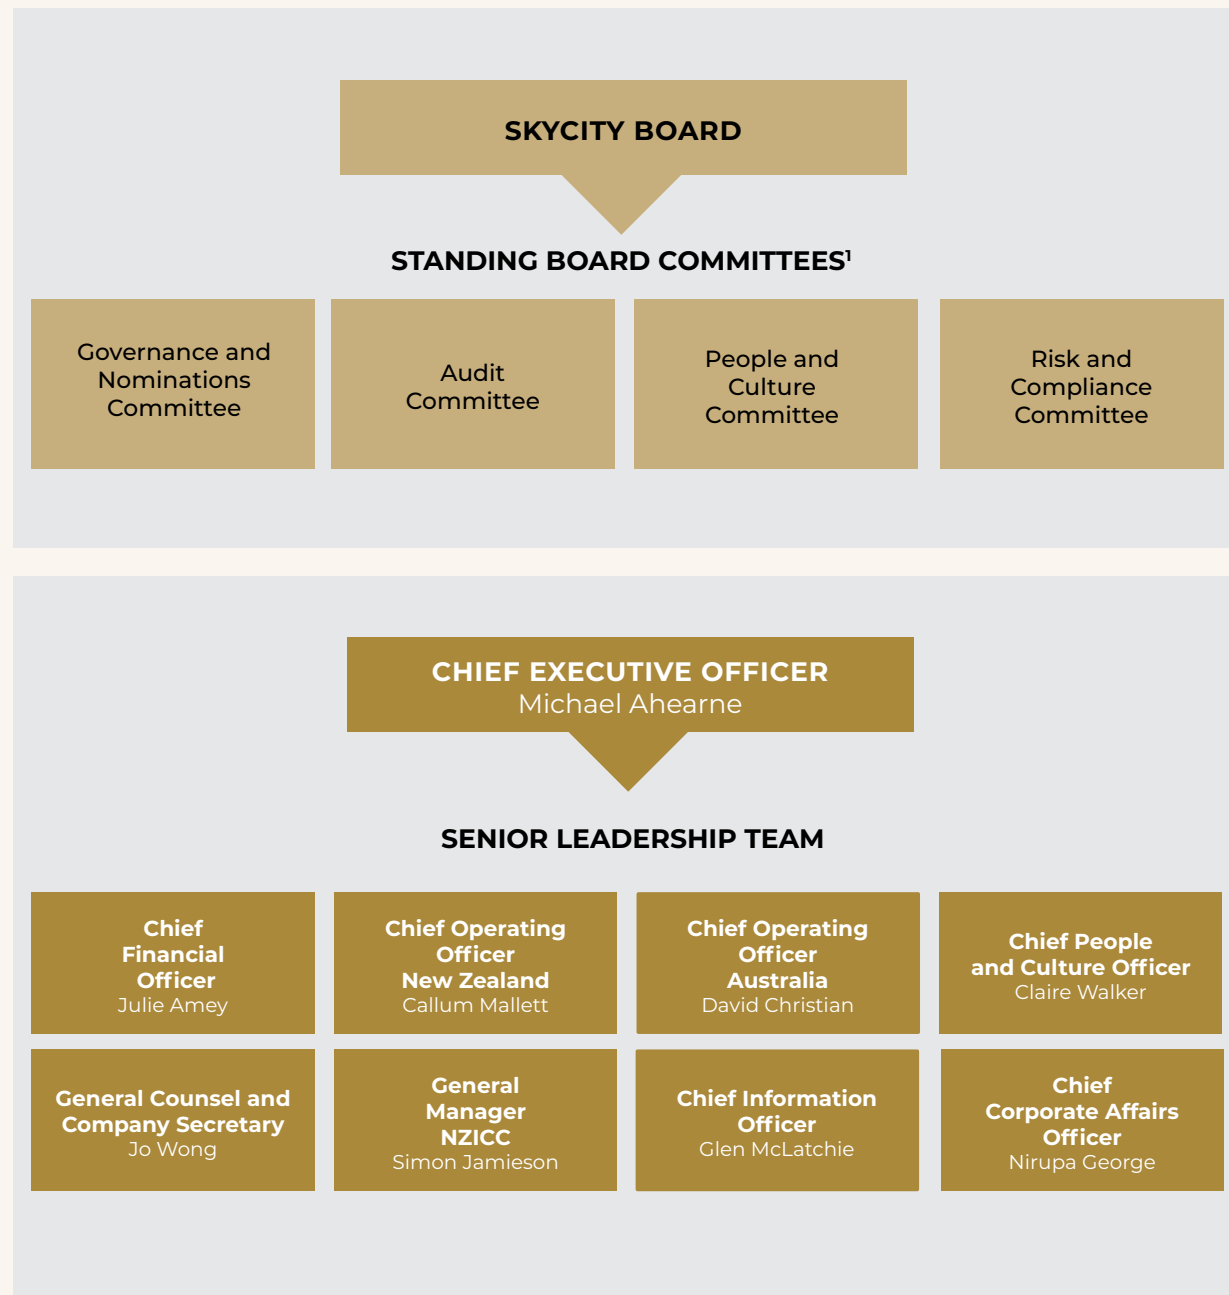 SKYCITY BOARD
STANDING BOARD COMMITTEES¹
Governance and
Nominations
Committee
Audit
Committee
People and
Culture
Committee
Risk and
Compliance
Committee
CHIEF EXECUTIVE OFFICER
Michael Ahearne
SENIOR LEADERSHIP TEAM
Chief
Financial
Officer
Julie Amey
Chief Operating
Officer
New Zealand
Callum Mallett
Chief Operating
Officer
Australia
David Christian
Chief People
and Culture Officer
Claire Walker
General Counsel and
Company Secretary
Jo Wong
General
Manager
NZICC
Simon Jamieson
Chief Information
Officer
Glen McLatchie
Chief
Corporate Affairs
Officer
Nirupa George